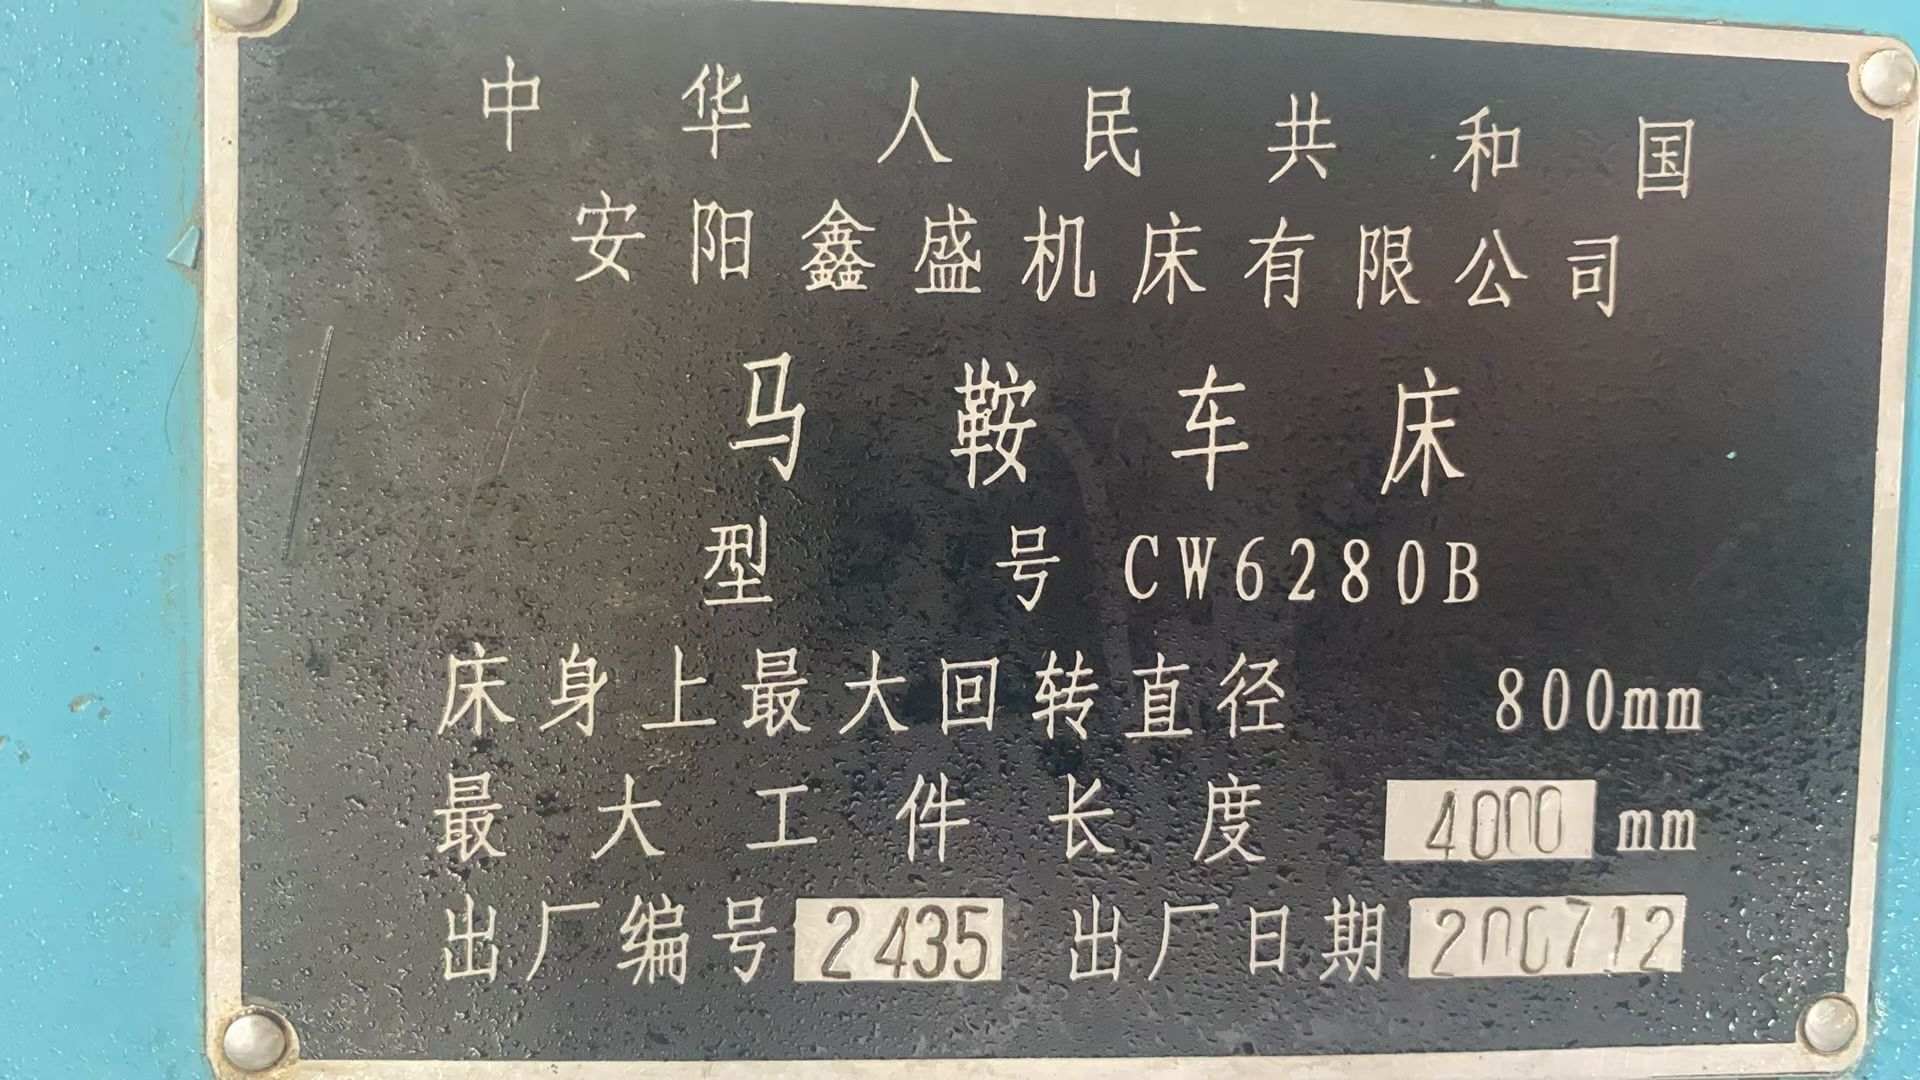 中华人民共和国
安阳鑫盛机床有限公司
马鞍车床
型号 CW6280B
床身上最大回转直径 800mm
最大工件长度 4000 mm
出厂编号 2435 出厂日期 200712